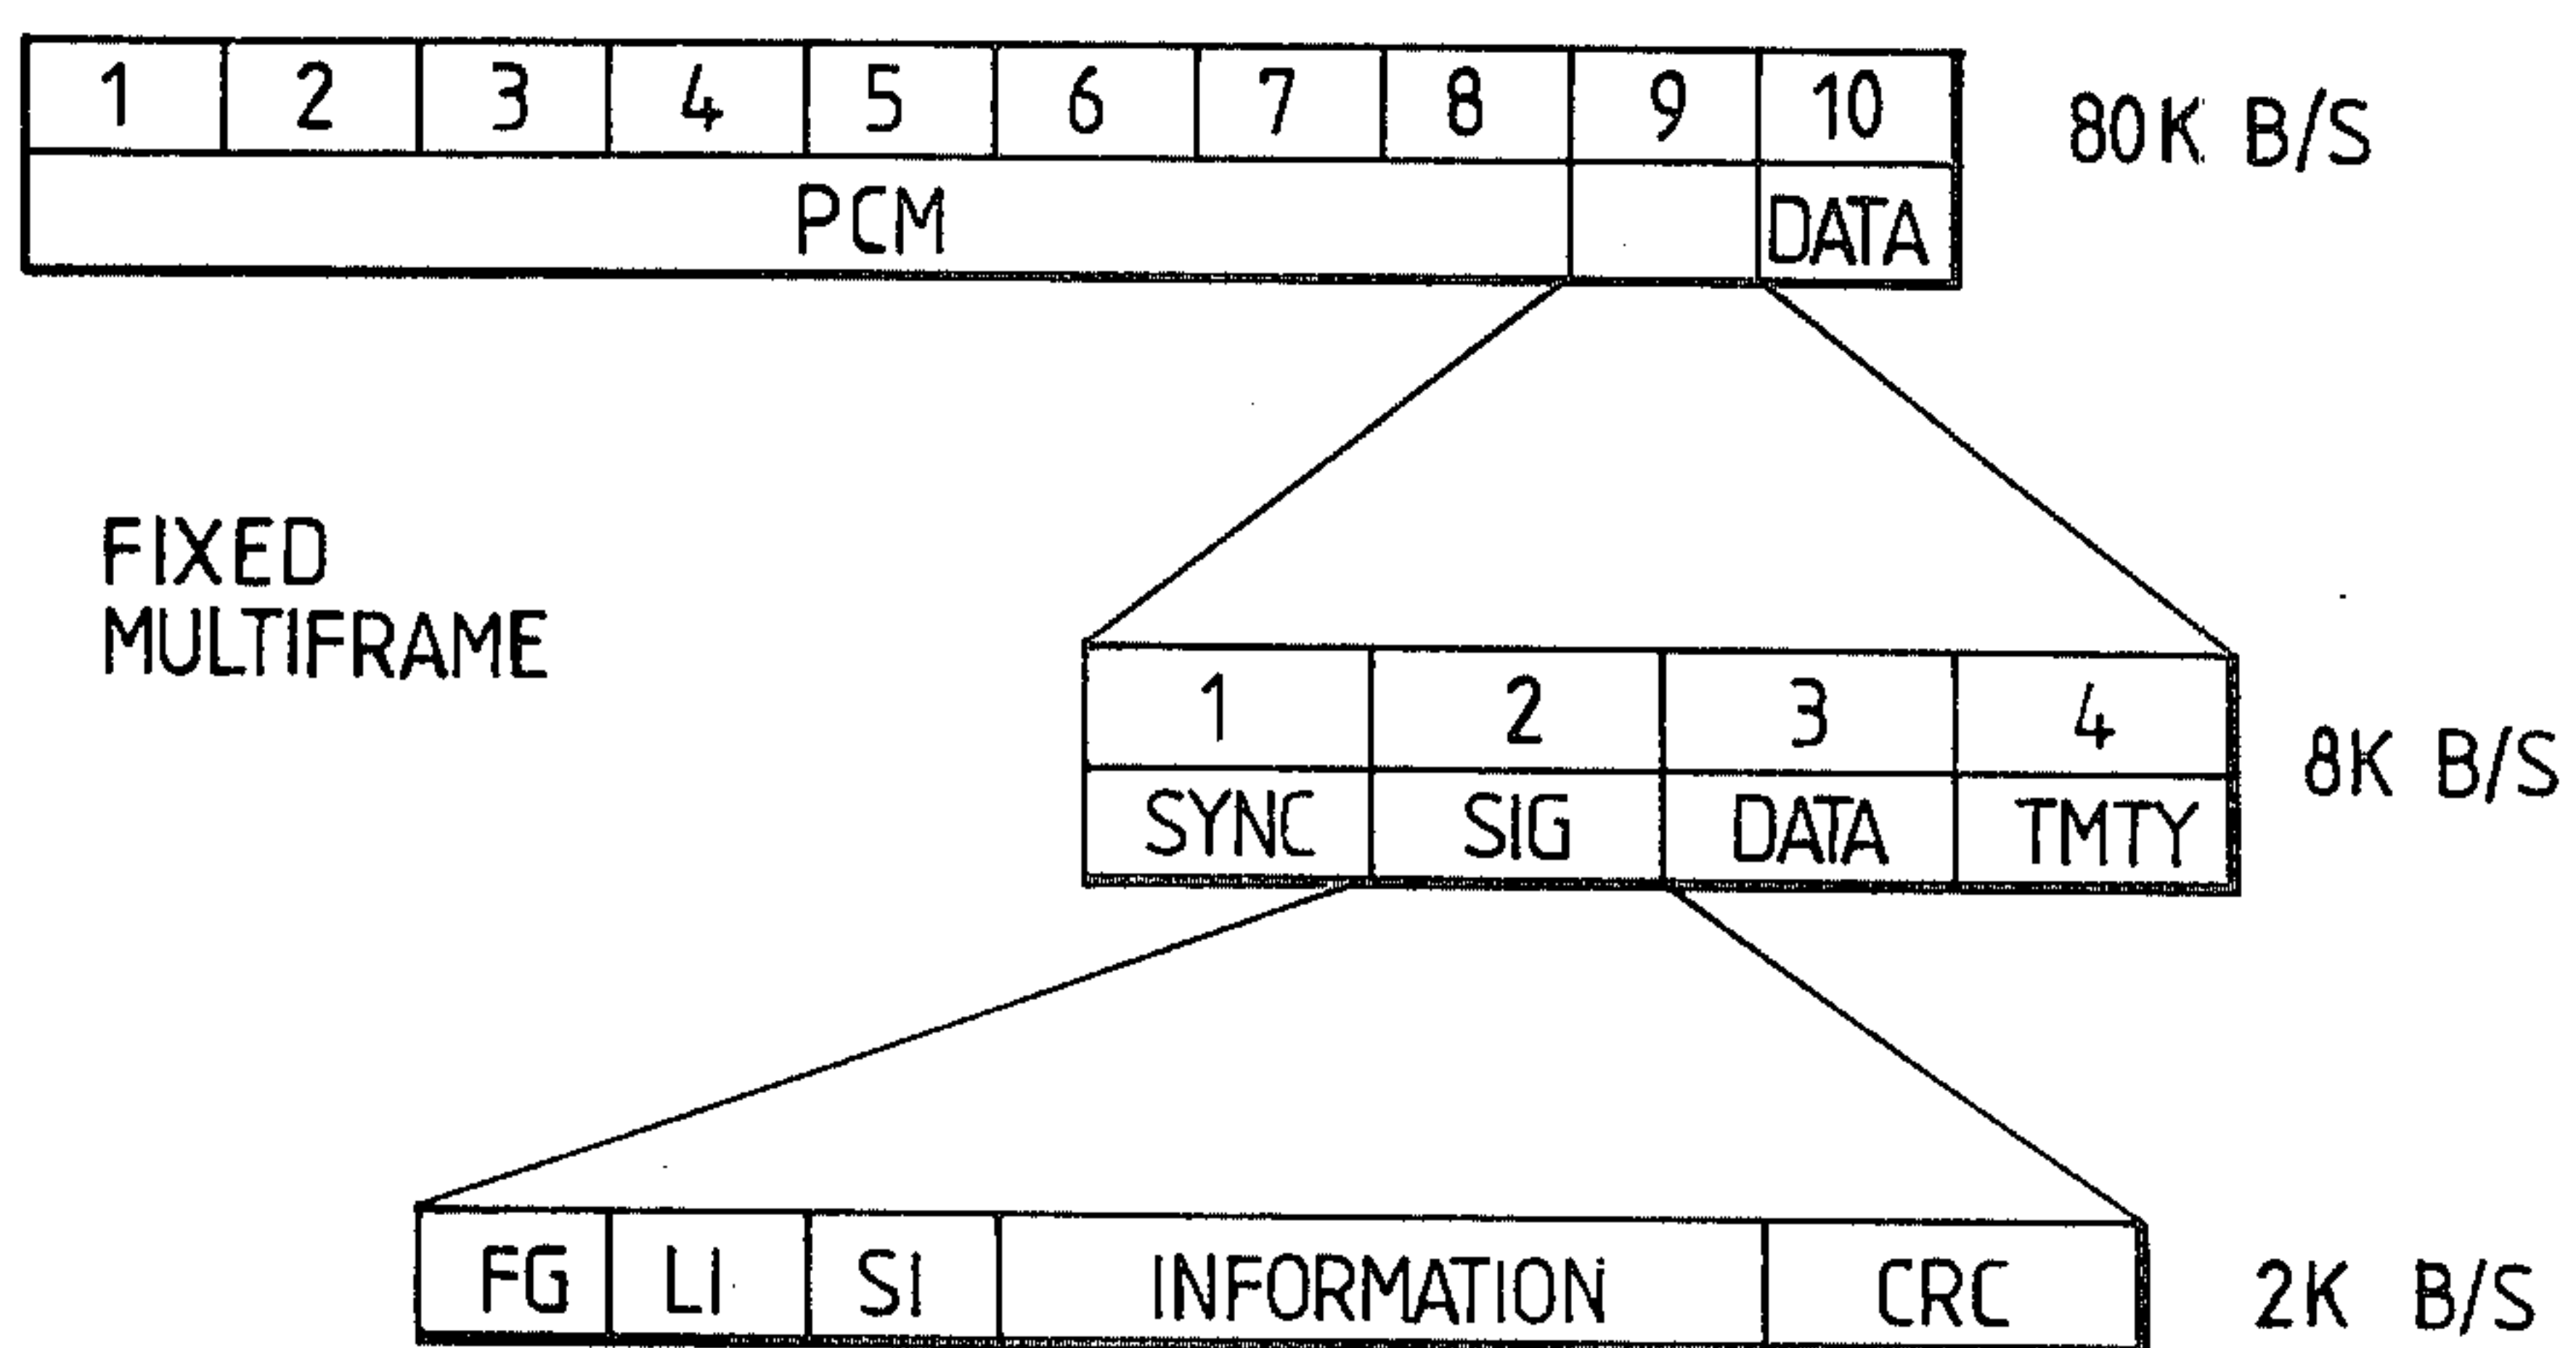 1 2 3 4 5 6 7 8 9 10
80K B/S
PCM DATA
FIXED
MULTIFRAME
1 2 3 4
8K B/S
SYNC SIG DATA TMTY
FG LI SI INFORMATION CRC
2K B/S